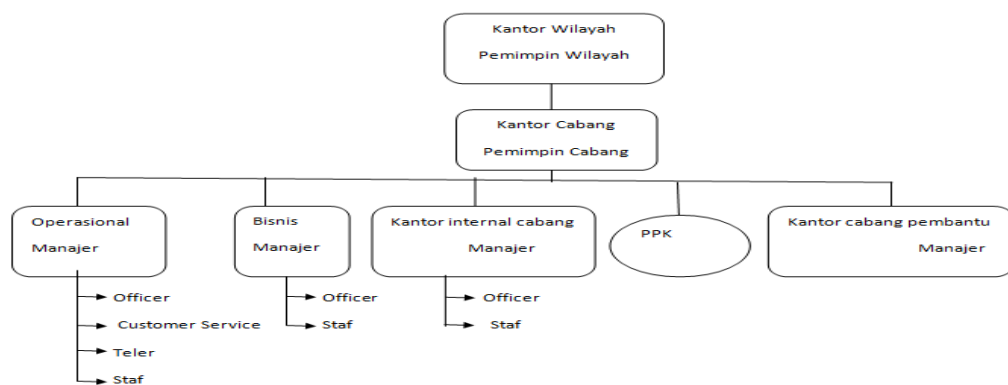 Kantor Wilayah
Pemimpin Wilayah
Kantor Cabang
Pemimpin Cabang
Operasional
Manajer
Bisnis
Manajer
Kantor internal cabang
Manajer
PPK
Kantor cabang pembantu
Manajer
Officer
Customer Service
Teler
Staf
Officer
Staf
Officer
Staf